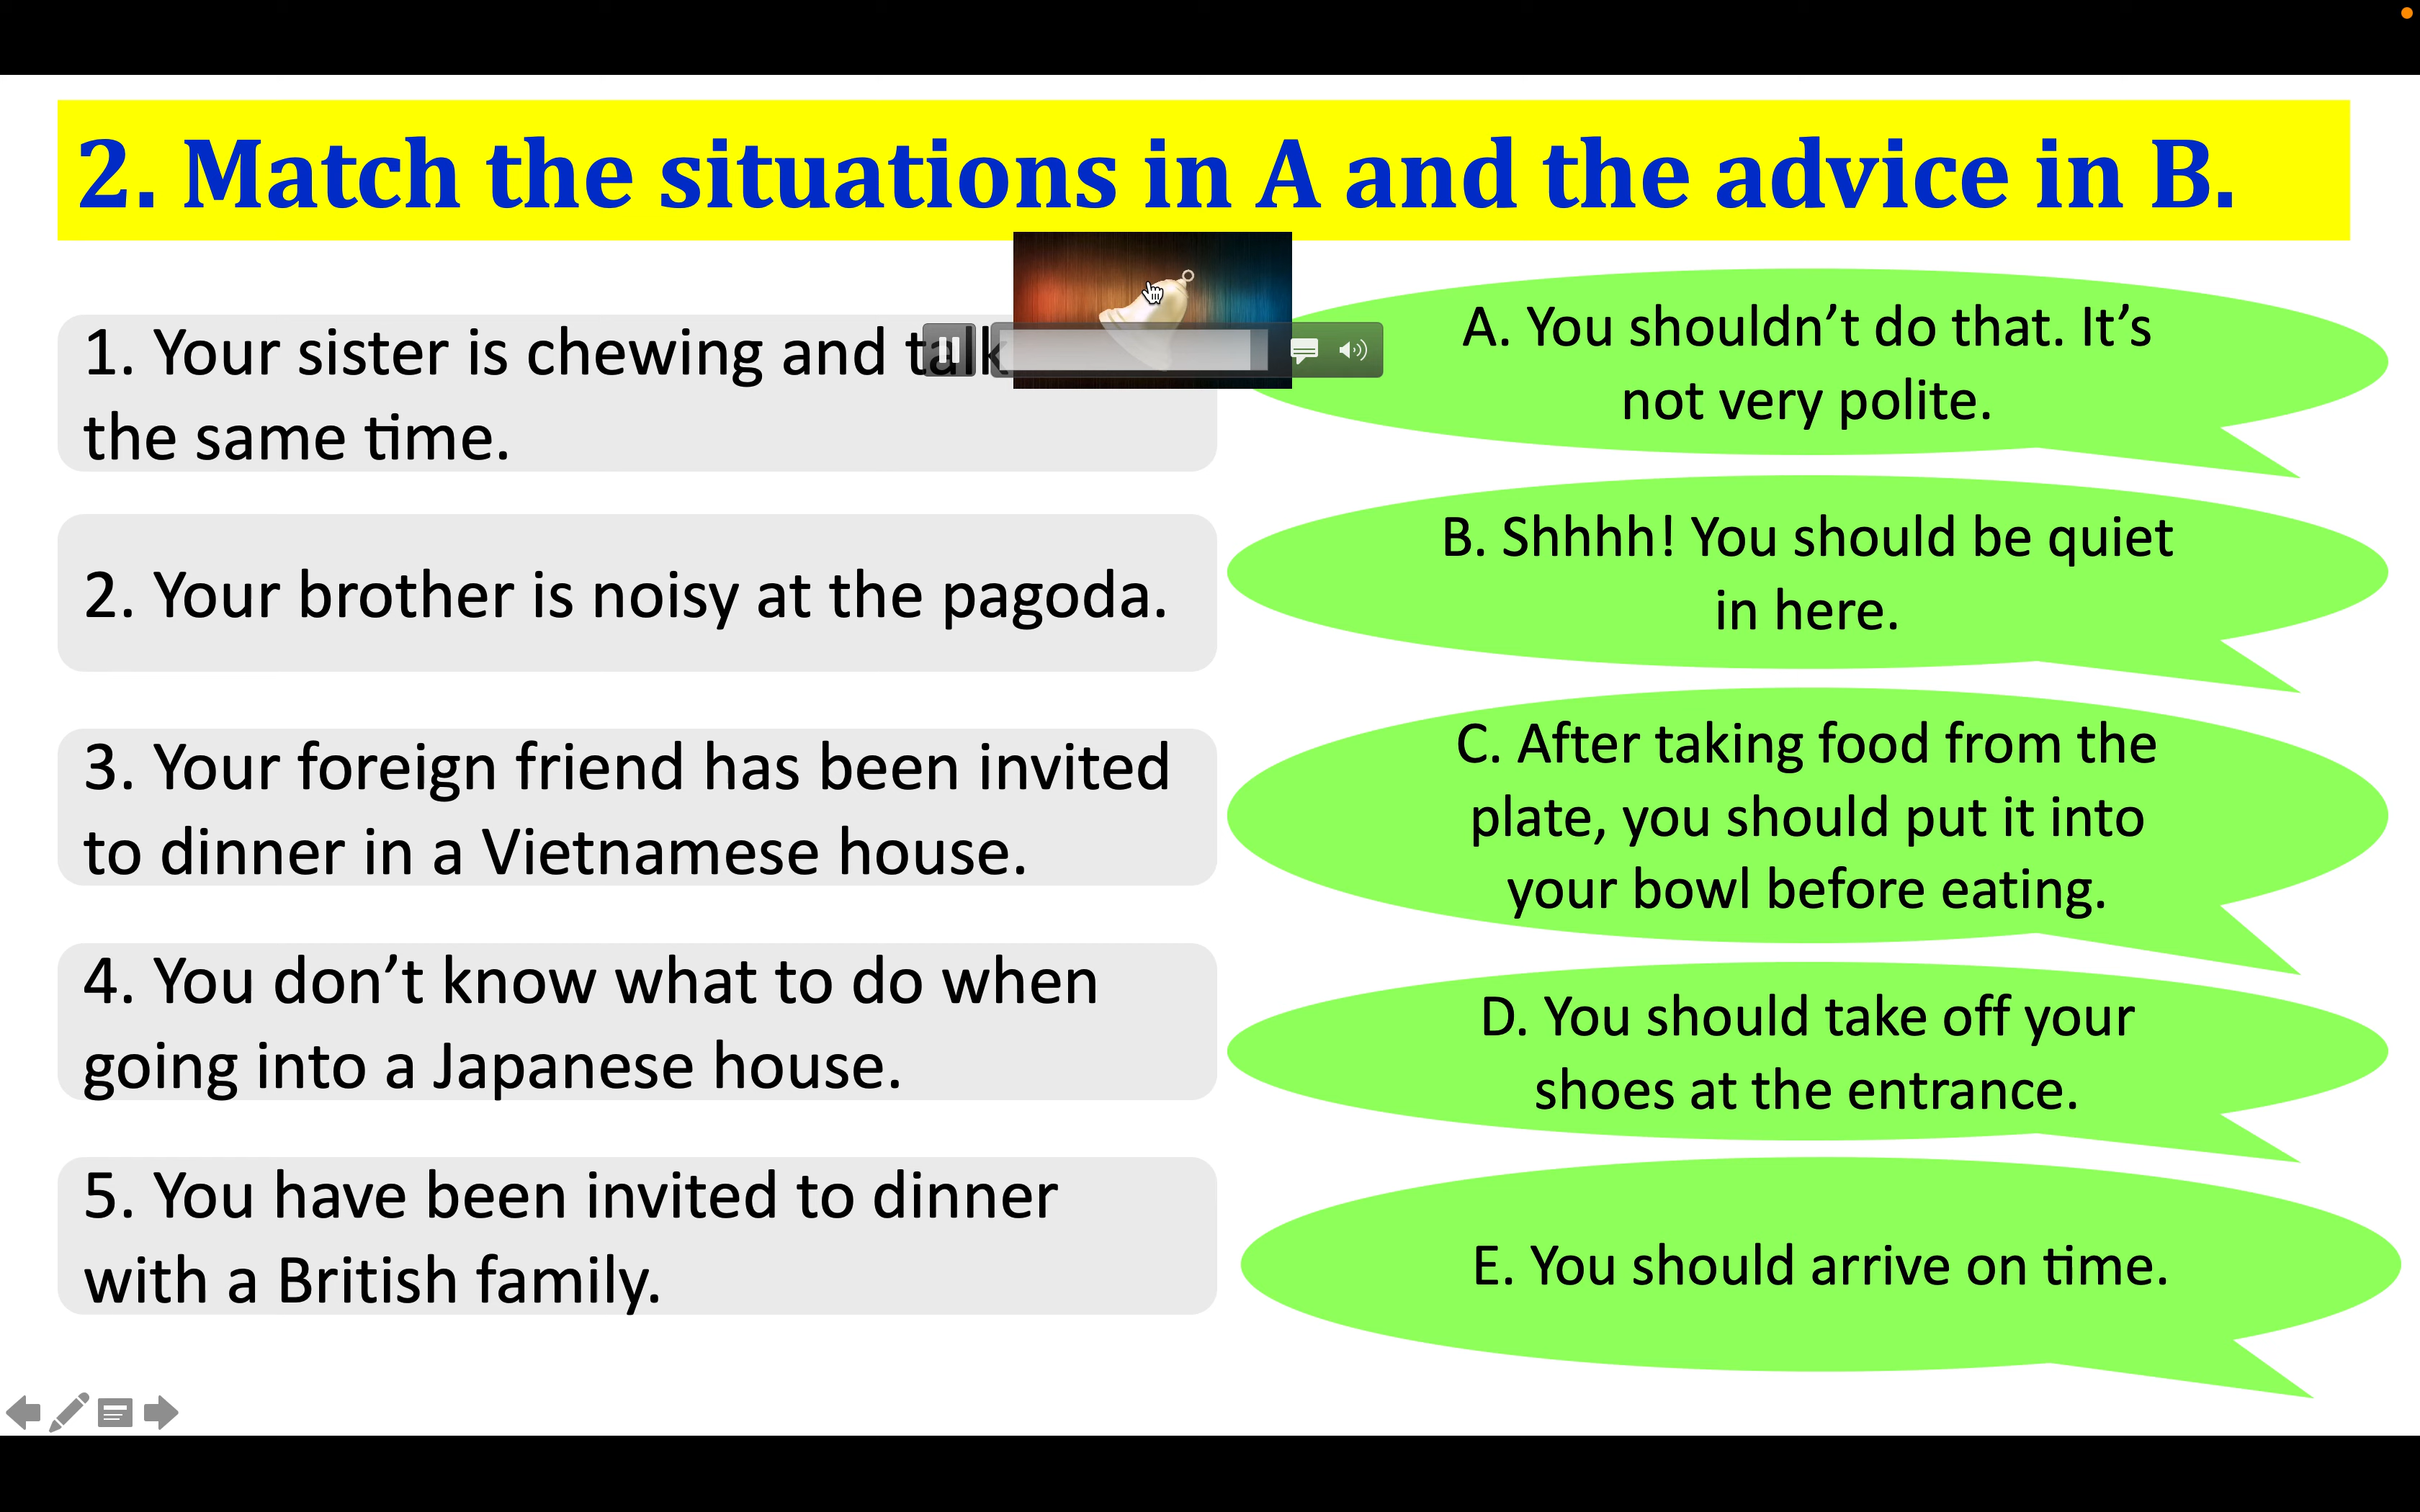 2. Match the situations in A and the advice in B.
1. Your sister is chewing and talk
the same time.
2. Your brother is noisy at the pagoda.
3. Your foreign friend has been invited
to dinner in a Vietnamese house.
4. You don’t know what to do when
going into a Japanese house.
5. You have been invited to dinner
with a British family.
A. You shouldn’t do that. It’s
not very polite.
B. Shhhh! You should be quiet
in here.
C. After taking food from the
plate, you should put it into
your bowl before eating.
D. You should take off your
shoes at the entrance.
E. You should arrive on time.